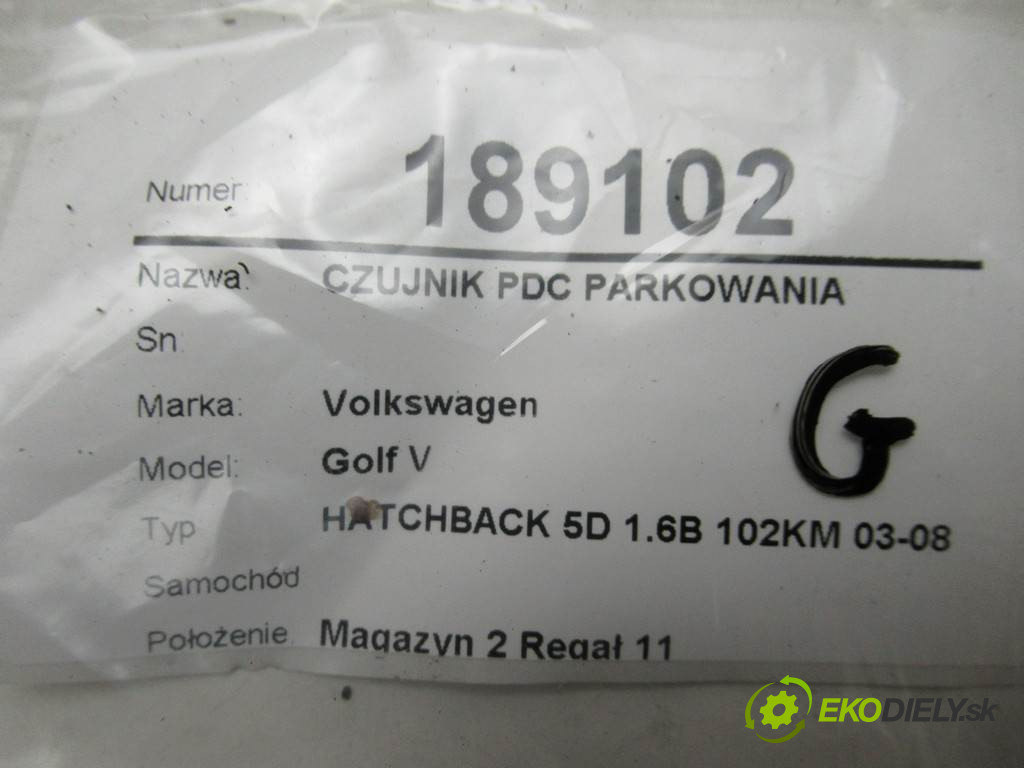 Numer: 189102
Nazwa: CZUJNIK PDC PARKOWANIA
Sn
Marka: Volkswagen
G
Model: Golf V
Typ HATCHBACK 5D 1.6B 102KM 03-08
Samochód
Położenie Magazyn 2 Regał 11
EKODIELY.sk